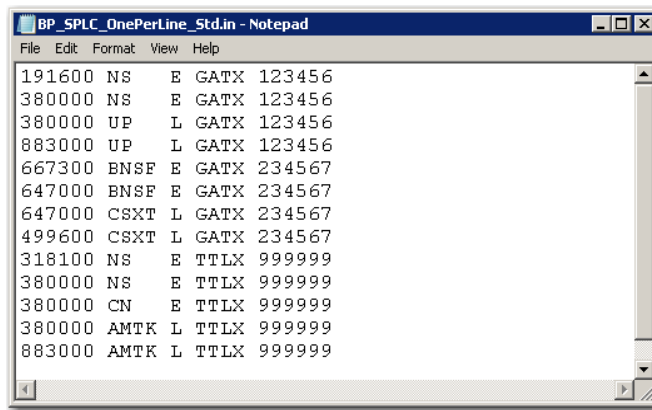 BP_SPLC_OnePerLine_Std.in - Notepad
File Edit Format View Help
191600 NS E GATX 123456
380000 NS E GATX 123456
380000 UP L GATX 123456
883000 UP L GATX 123456
667300 BNSF E GATX 234567
647000 BNSF E GATX 234567
647000 CSXT L GATX 234567
499600 CSXT L GATX 234567
318100 NS E TTLX 999999
380000 NS E TTLX 999999
380000 CN E TTLX 999999
380000 AMTK L TTLX 999999
883000 AMTK L TTLX 999999